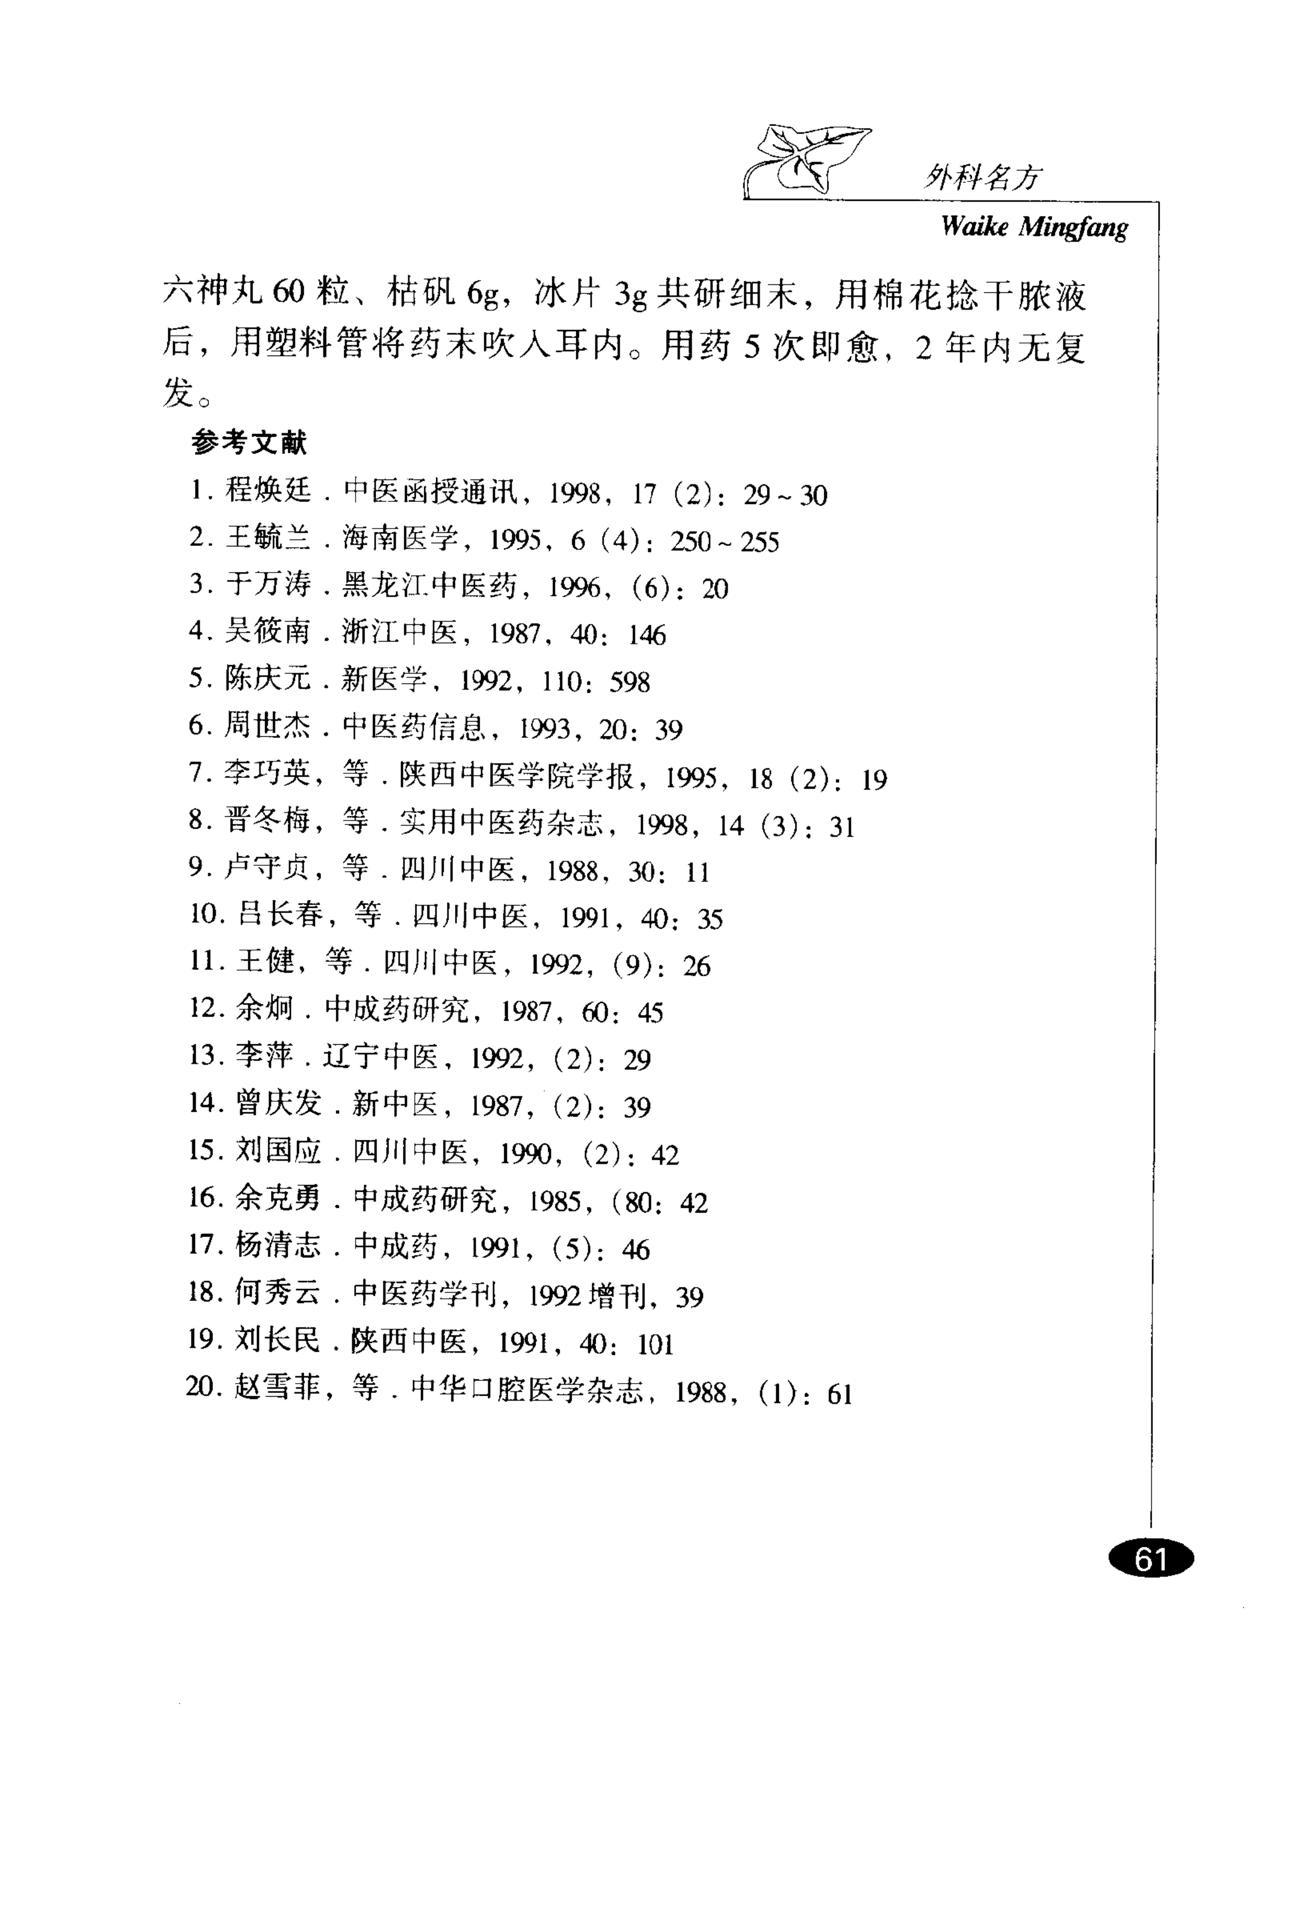 外科名方
Waike Mingfang
六神丸60粒、枯矾6g，冰片3g共研细末，用棉花捻干脓液
后，用塑料管将药末吹入耳内。用药5次即愈，2年内无复
发。
参考文献
1. 程焕廷．中医函授通讯，1998，17（2）：29～30
2. 王毓兰．海南医学，1995，6（4）：250～255
3. 于万涛．黑龙江中医药，1996，（6）：20
4. 吴筱南．浙江中医，1987，40：146
5. 陈庆元．新医学，1992，110：598
6. 周世杰．中医药信息，1993，20：39
7. 李巧英，等．陕西中医学院学报，1995，18（2）：19
8. 晋冬梅，等．实用中医药杂志，1998，14（3）：31
9. 卢守贞，等．四川中医，1988，30：11
10. 吕长春，等．四川中医，1991，40：35
11. 王健，等．四川中医，1992，（9）：26
12. 余炯．中成药研究，1987，60：45
13. 李萍．辽宁中医，1992，（2）：29
14. 曾庆发．新中医，1987，（2）：39
15. 刘国应．四川中医，1990，（2）：42
16. 余克勇．中成药研究，1985，（80：42
17. 杨清志．中成药，1991，（5）：46
18. 何秀云．中医药学刊，1992增刊，39
19. 刘长民．陕西中医，1991，40：101
20. 赵雪菲，等．中华口腔医学杂志，1988，（1）：61
61